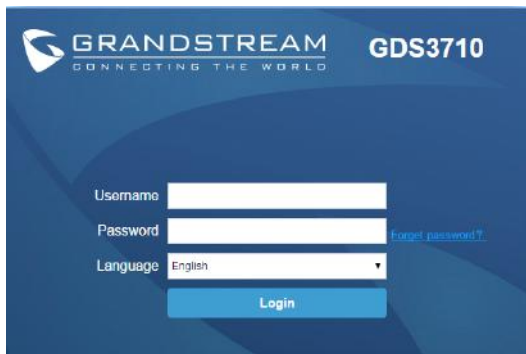 GRANDSTREAM GDS3710
CONNECTING THE WORLD
Username
Password Forget password?
Language English
Login